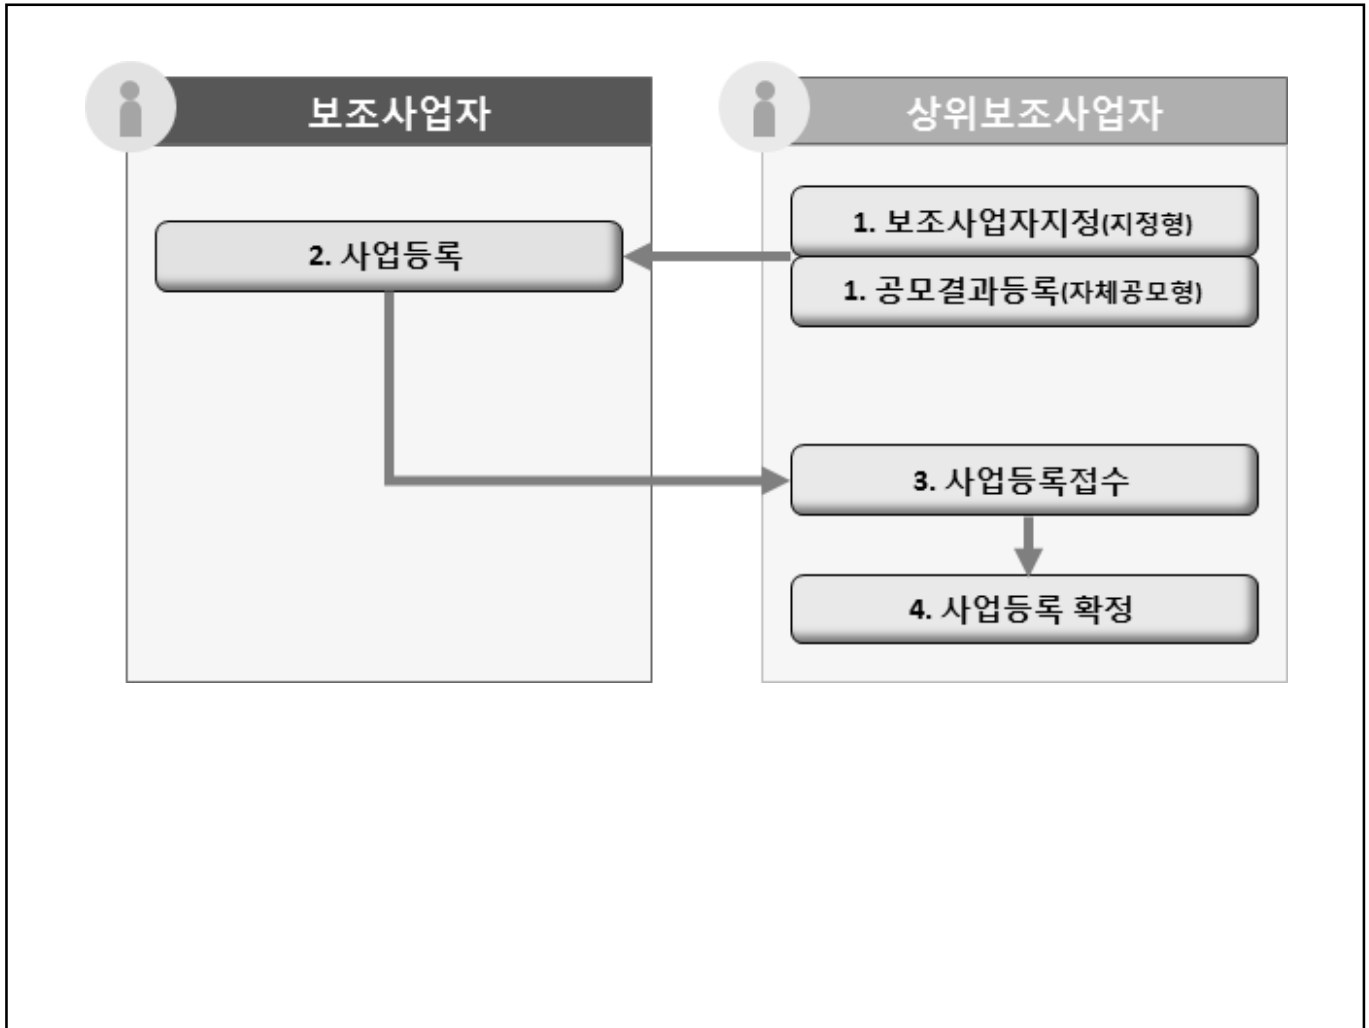 보조사업자
상위보조사업자
1. 보조사업자지정(지정형)
2. 사업등록
1. 공모결과등록(자체공모형)
3. 사업등록접수
4. 사업등록 확정